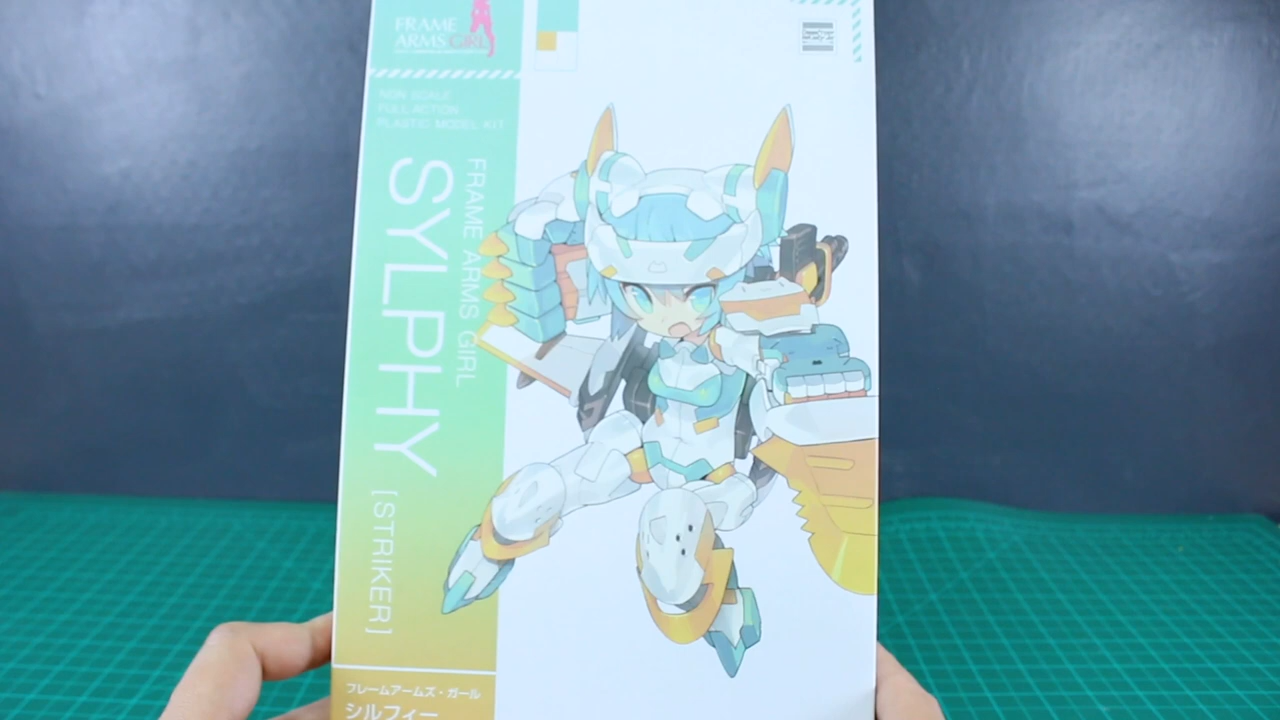 FRAME
ARMS GIRL
NON SCALE
FULL ACTION
PLASTIC MODEL KIT
FRAME ARMS GIRL
SYLPHY
[STRIKER]
フレームアームズ・ガール
シルフィー